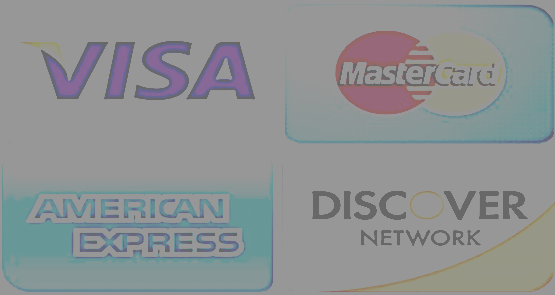 VISA
MasterCard
AMERICAN
EXPRESS
DISCOVER
NETWORK